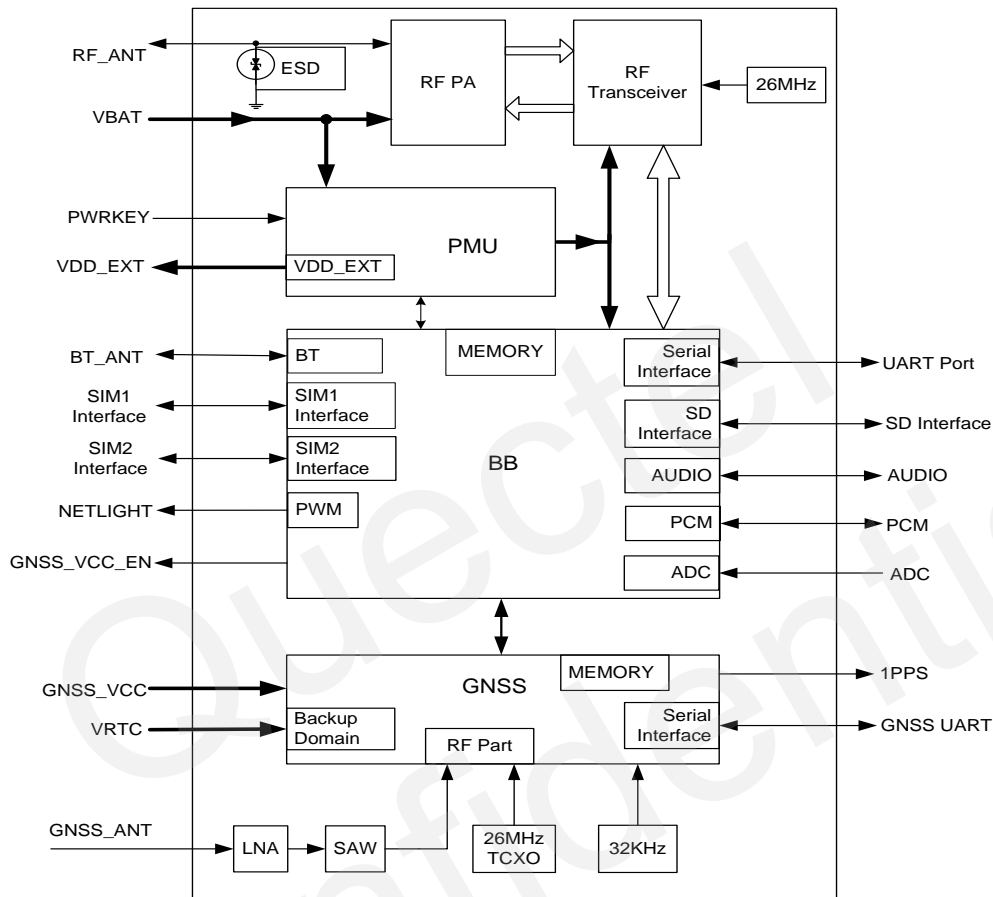 RF_ANT
ESD
RF PA
RF
Transceiver
26MHz
VBAT
PWRKEY
PMU
VDD_EXT
VDD_EXT
BT_ANT
BT
MEMORY
Serial
Interface
UART Port
SIM1
Interface
SIM1
Interface
SD
Interface
SD Interface
SIM2
Interface
SIM2
Interface
BB
AUDIO
AUDIO
NETLIGHT
PWM
PCM
PCM
GNSS_VCC_EN
ADC
ADC
GNSS
MEMORY
1PPS
GNSS_VCC
VRTC
Backup
Domain
RF Part
Serial
Interface
GNSS UART
GNSS_ANT
LNA
SAW
26MHz
TCXO
32KHz
Quectel